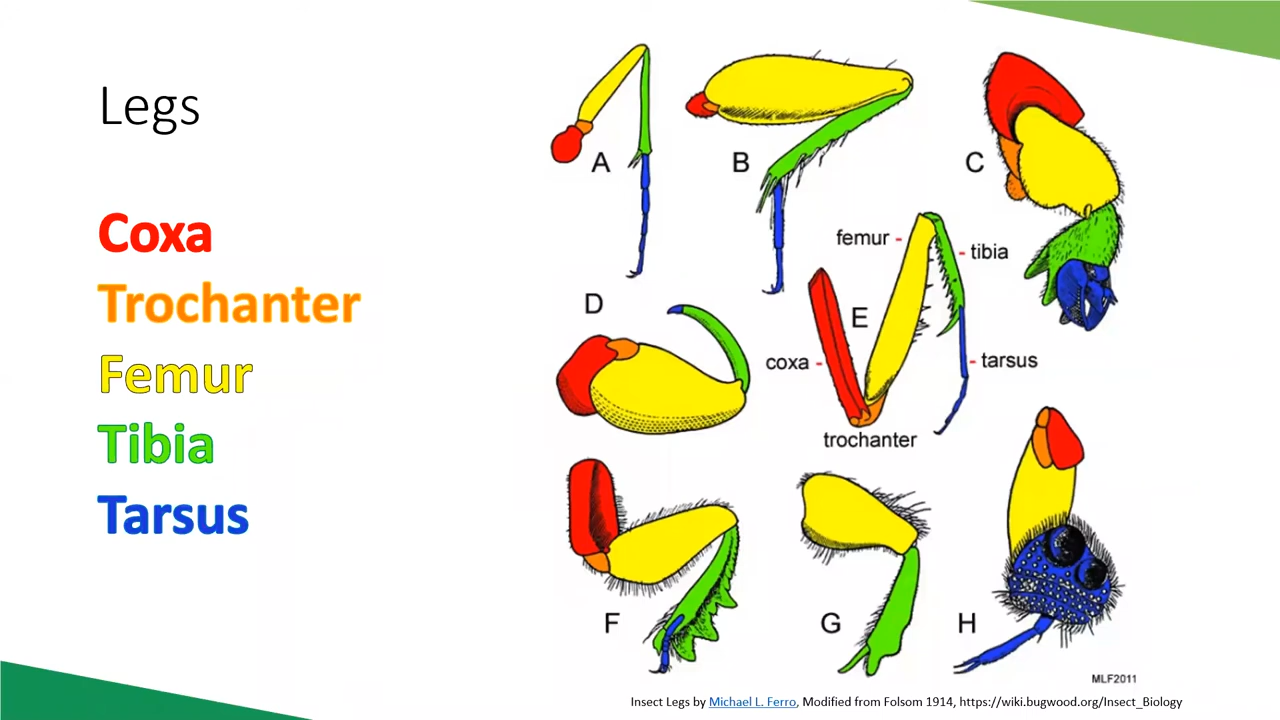 Legs
Coxa
Trochanter
Femur
Tibia
Tarsus
A
B
C
femur
tibia
D
E
coxa
tarsus
trochanter
F
G
H
MLF2011
Insect Legs by Michael L. Ferro, Modified from Folsom 1914, https://wiki.bugwood.org/Insect_Biology